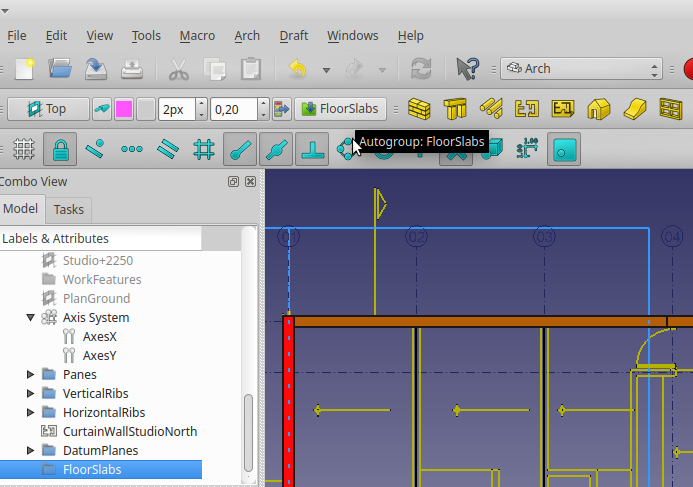 File Edit View Tools Macro Arch Draft Windows Help
Arch
Top 2px 0,20 FloorSlabs
Autogroup: FloorSlabs
1.00
Combo View
Model Tasks
Labels & Attributes
Studio+2250
WorkFeatures
PlanGround
Axis System
AxesX
AxesY
Panes
VerticalRibs
HorizontalRibs
CurtainWallStudioNorth
DatumPlanes
FloorSlabs
01 02 03 04